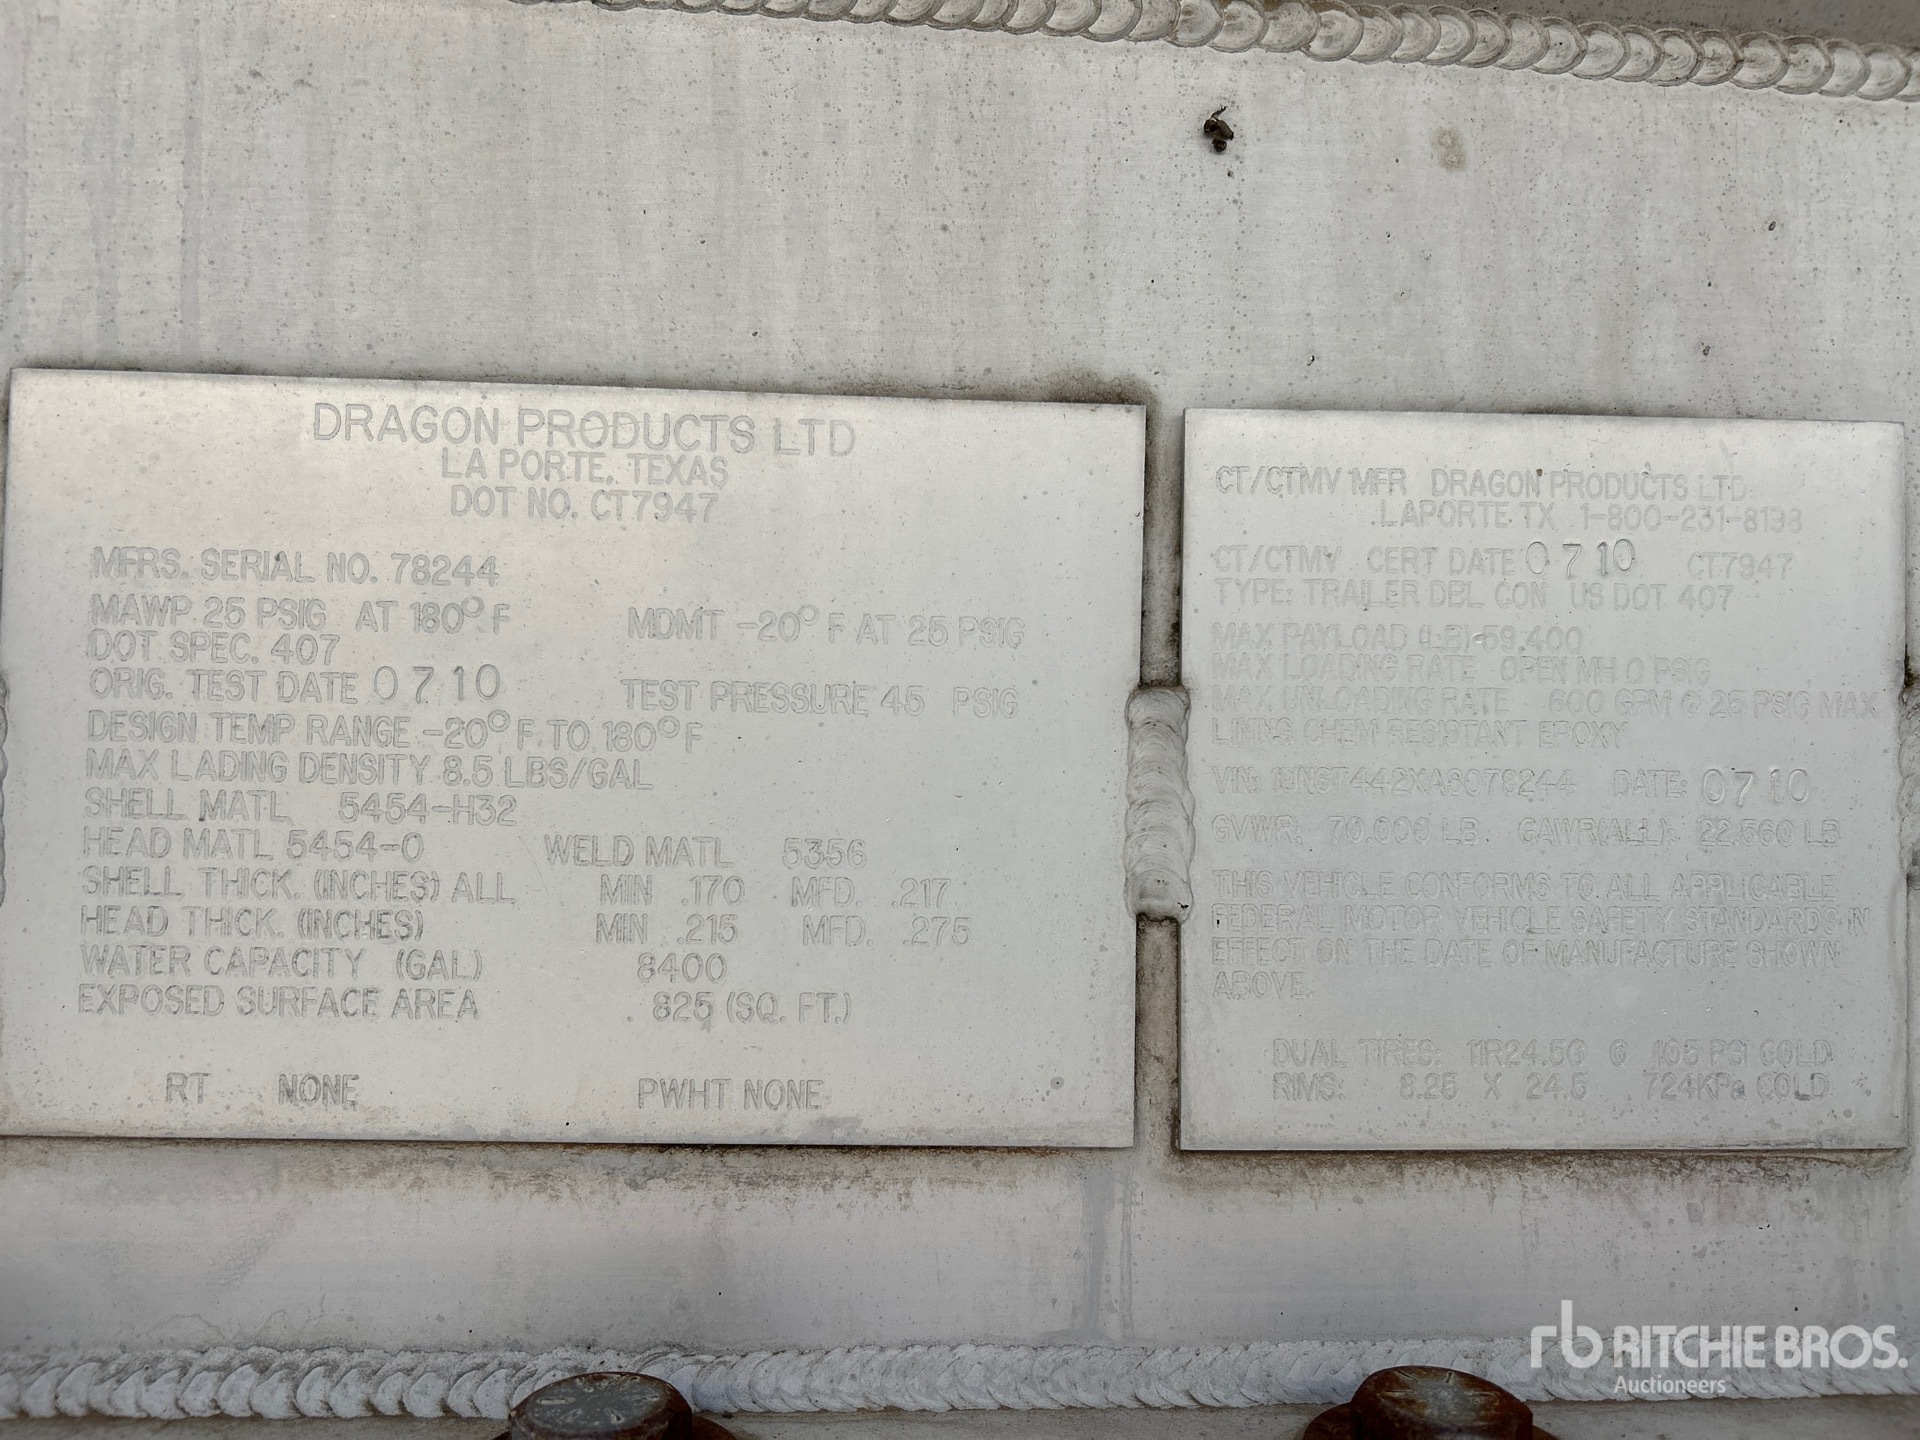 DRAGON PRODUCTS LTD
LA PORTE, TEXAS
DOT NO. CT7947
MFRS. SERIAL NO. 78244
MAWP 25 PSIG AT 180° F MDMT -20° F AT 25 PSIG
DOT SPEC. 407
ORIG. TEST DATE 0710 TEST PRESSURE 45 PSIG
DESIGN TEMP RANGE -20° F TO 180° F
MAX LADING DENSITY 8.5 LBS/GAL
SHELL MATL 5454-H32
HEAD MATL 5454-0 WELD MATL 5356
SHELL THICK. (INCHES) ALL MIN .170 MFD. .217
HEAD THICK. (INCHES) MIN .215 MFD. .275
WATER CAPACITY (GAL) 8400
EXPOSED SURFACE AREA 825 (SQ. FT.)
RT NONE PWHT NONE
CT/CTMV MFR DRAGON PRODUCTS LTD
LAPORTE TX 1-800-231-8198
CT/CTMV CERT DATE 0710 CT7947
TYPE: TRAILER DBL CON US DOT 407
MAX PAYLOAD (LB) 59,400
MAX LOADING RATE OPEN MH 0 PSIG
MAX UNLOADING RATE 600 GPM @ 25 PSIG MAX
LINING CHEM RESISTANT EPOXY
VIN: 1UNST442XA6078244 DATE: 0710
GVWR: 70,000 LB. GAWR(ALL): 22,560 LB
THIS VEHICLE CONFORMS TO ALL APPLICABLE
FEDERAL MOTOR VEHICLE SAFETY STANDARDS IN
EFFECT ON THE DATE OF MANUFACTURE SHOWN
ABOVE.
DUAL TIRES: 11R24.5G @ 105 PSI COLD
RIMS: 8.25 X 24.5 724KPa COLD
rb RITCHIE BROS.
Auctioneers